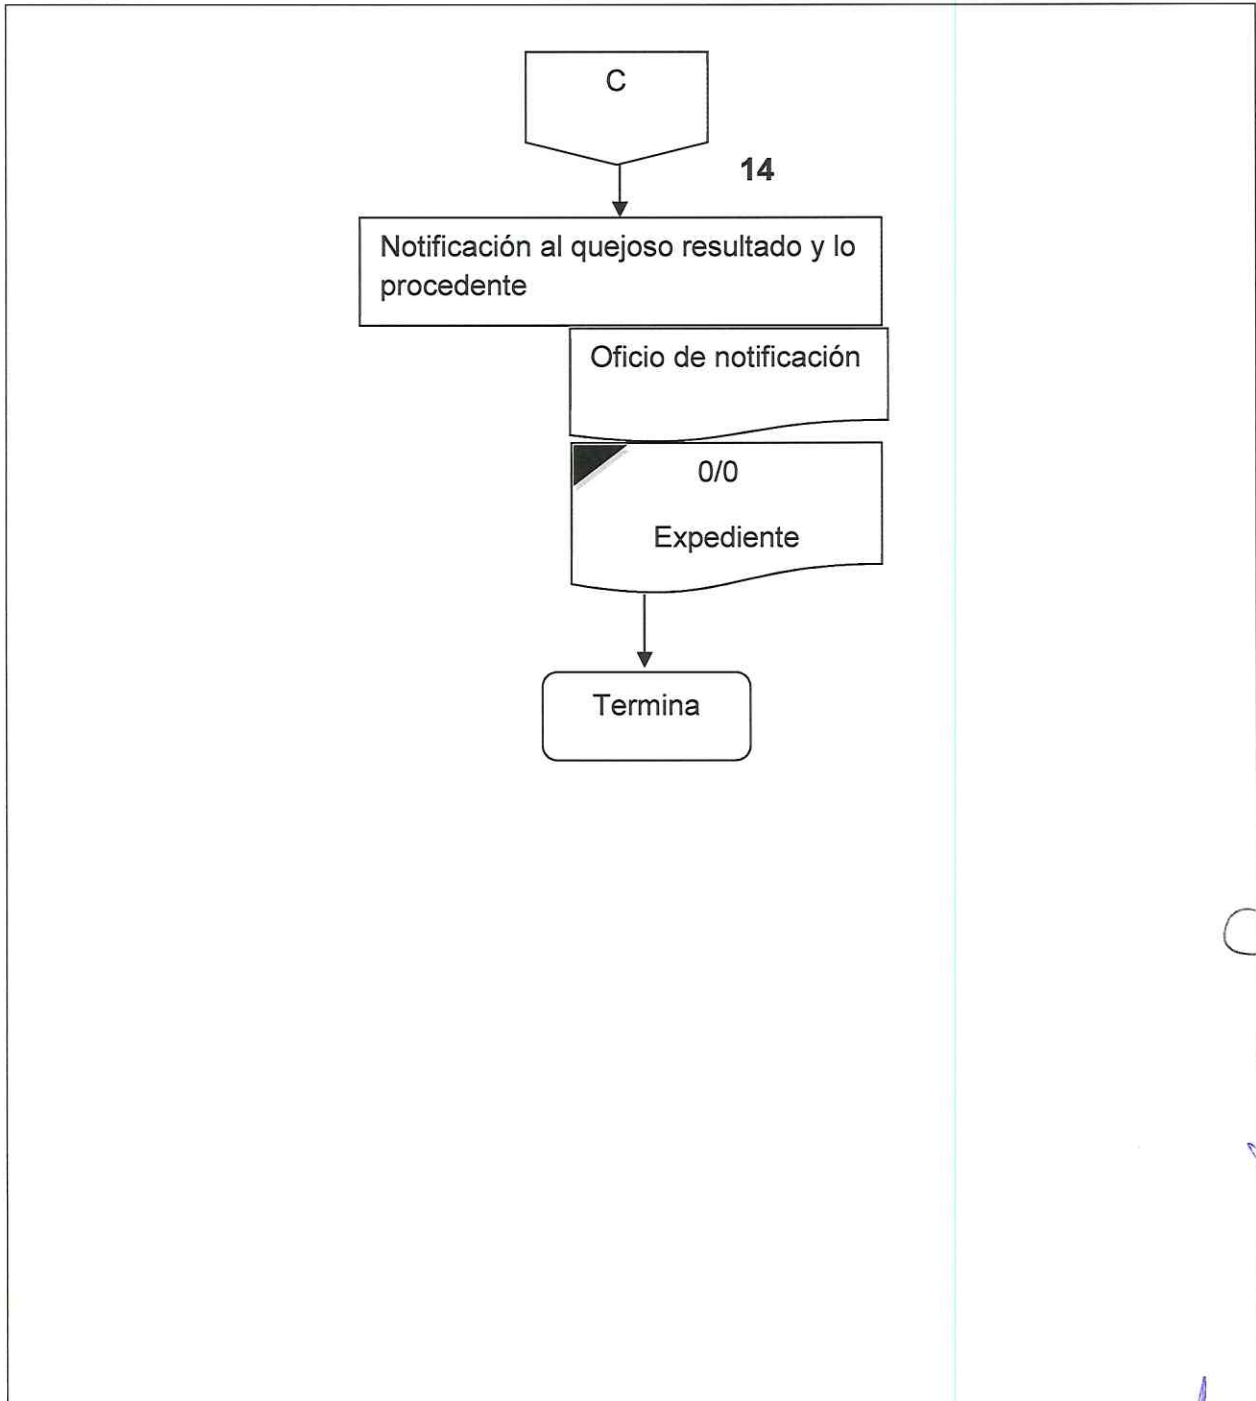 C
14
Notificación al quejoso resultado y lo
procedente
Oficio de notificación
0/0
Expediente
Termina